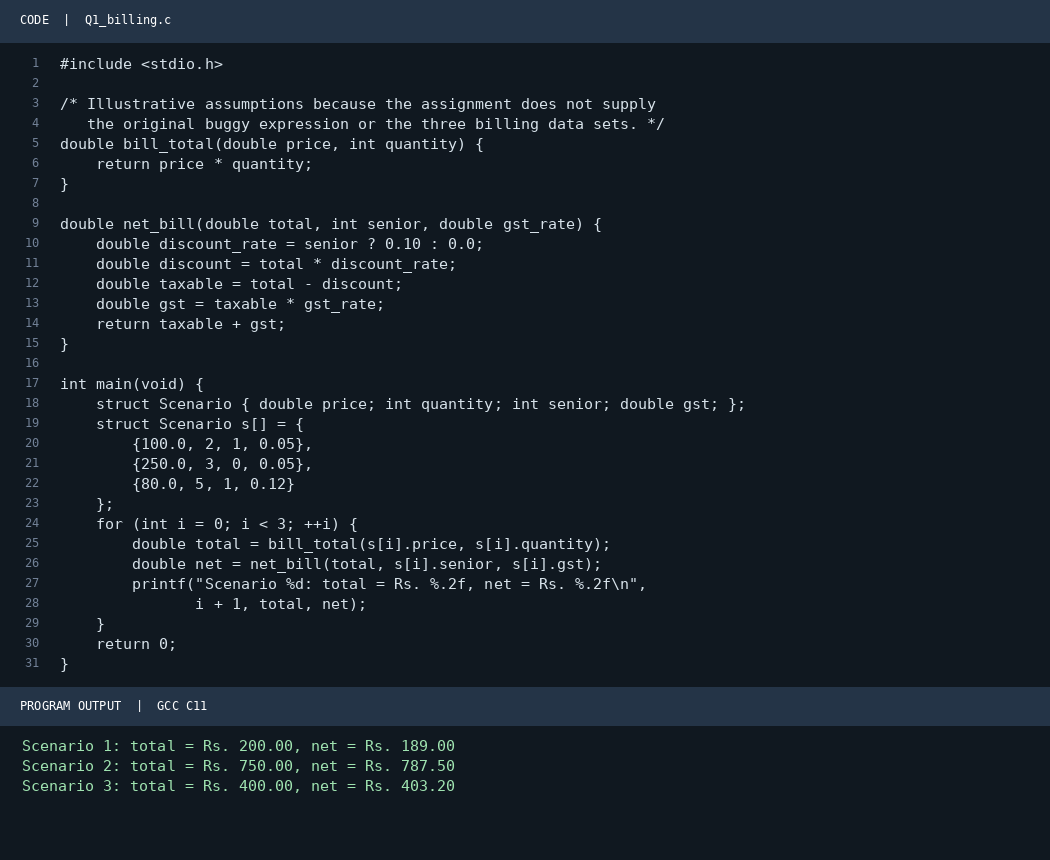 CODE  |  Q1_billing.c
1 #include <stdio.h>
2
3 /* Illustrative assumptions because the assignment does not supply
4    the original buggy expression or the three billing data sets. */
5 double bill_total(double price, int quantity) {
6     return price * quantity;
7 }
8
9 double net_bill(double total, int senior, double gst_rate) {
10     double discount_rate = senior ? 0.10 : 0.0;
11     double discount = total * discount_rate;
12     double taxable = total - discount;
13     double gst = taxable * gst_rate;
14     return taxable + gst;
15 }
16
17 int main(void) {
18     struct Scenario { double price; int quantity; int senior; double gst; };
19     struct Scenario s[] = {
20         {100.0, 2, 1, 0.05},
21         {250.0, 3, 0, 0.05},
22         {80.0, 5, 1, 0.12}
23     };
24     for (int i = 0; i < 3; ++i) {
25         double total = bill_total(s[i].price, s[i].quantity);
26         double net = net_bill(total, s[i].senior, s[i].gst);
27         printf("Scenario %d: total = Rs. %.2f, net = Rs. %.2f\n",
28                i + 1, total, net);
29     }
30     return 0;
31 }
PROGRAM OUTPUT  |  GCC C11
Scenario 1: total = Rs. 200.00, net = Rs. 189.00
Scenario 2: total = Rs. 750.00, net = Rs. 787.50
Scenario 3: total = Rs. 400.00, net = Rs. 403.20